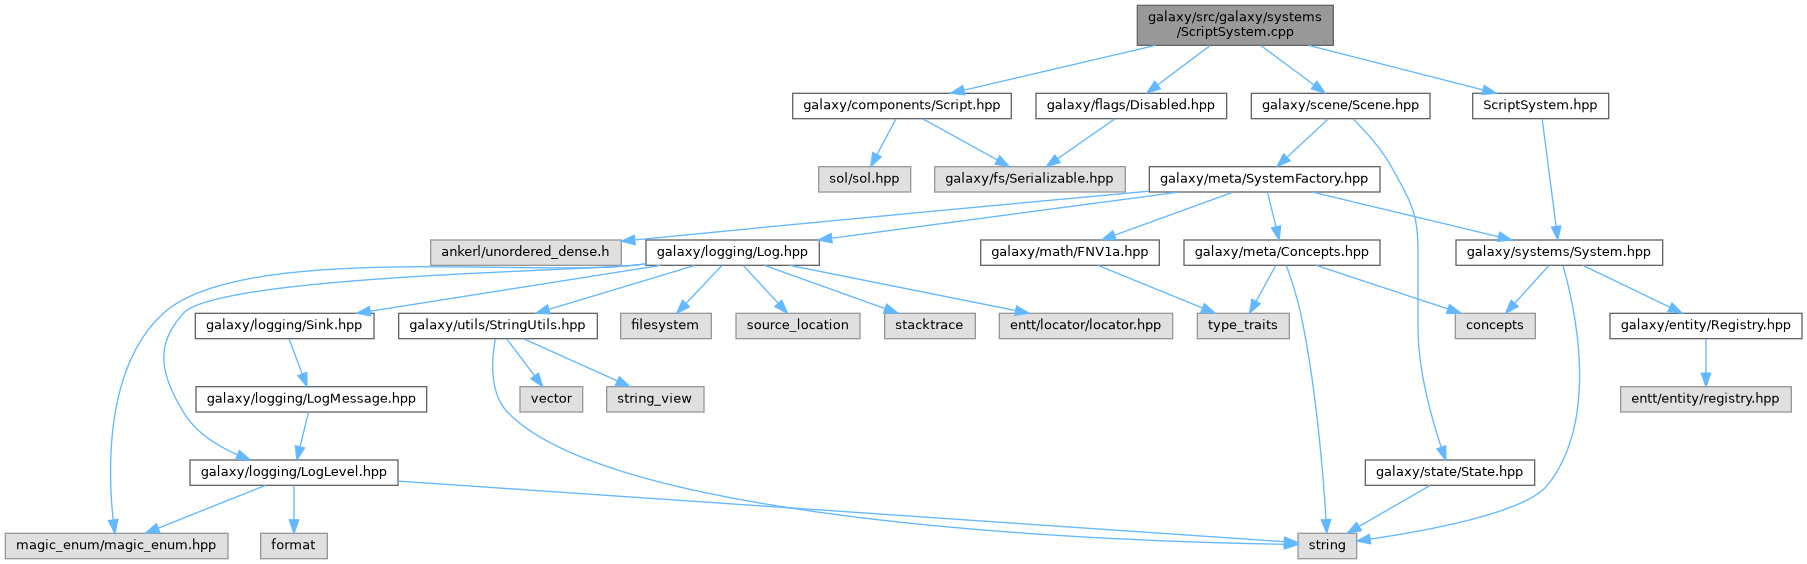 galaxy/src/galaxy/systems
/ScriptSystem.cpp
galaxy/components/Script.hpp
galaxy/flags/Disabled.hpp
galaxy/scene/Scene.hpp
ScriptSystem.hpp
sol/sol.hpp
galaxy/fs/Serializable.hpp
galaxy/meta/SystemFactory.hpp
ankerl/unordered_dense.h
galaxy/logging/Log.hpp
galaxy/math/FNV1a.hpp
galaxy/meta/Concepts.hpp
galaxy/systems/System.hpp
galaxy/logging/Sink.hpp
galaxy/utils/StringUtils.hpp
filesystem
source_location
stacktrace
entt/locator/locator.hpp
type_traits
concepts
galaxy/entity/Registry.hpp
galaxy/logging/LogMessage.hpp
vector
string_view
entt/entity/registry.hpp
galaxy/logging/LogLevel.hpp
galaxy/state/State.hpp
magic_enum/magic_enum.hpp
format
string